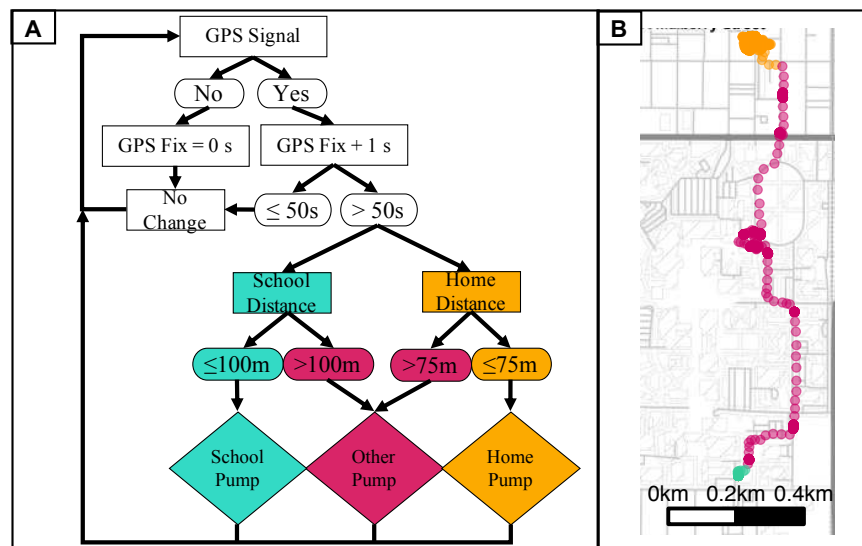 A
GPS Signal
No
Yes
GPS Fix = 0 s
GPS Fix + 1 s
No
Change
≤ 50s
> 50s
School
Distance
Home
Distance
≤100m
>100m
>75m
≤75m
School
Pump
Other
Pump
Home
Pump
B
0km 0.2km 0.4km